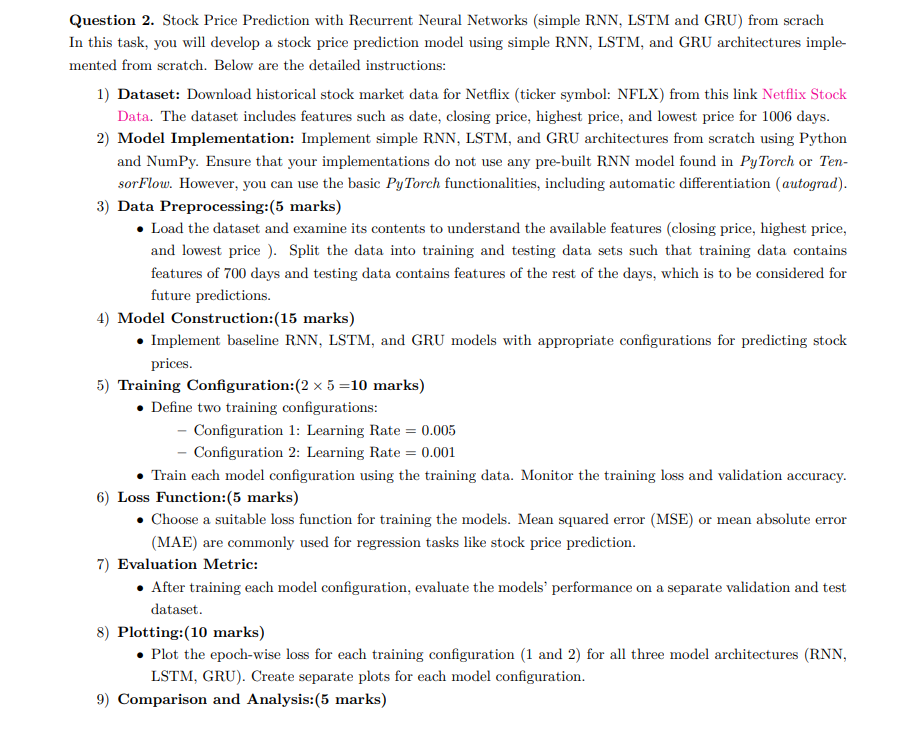 Question 2. Stock Price Prediction with Recurrent Neural Networks (simple RNN, LSTM and GRU) from scrach
In this task, you will develop a stock price prediction model using simple RNN, LSTM, and GRU architectures imple-
mented from scratch. Below are the detailed instructions:
1) Dataset: Download historical stock market data for Netflix (ticker symbol: NFLX) from this link Netflix Stock
Data. The dataset includes features such as date, closing price, highest price, and lowest price for 1006 days.
2) Model Implementation: Implement simple RNN, LSTM, and GRU architectures from scratch using Python
and NumPy. Ensure that your implementations do not use any pre-built RNN model found in PyTorch or Ten-
sorFlow. However, you can use the basic PyTorch functionalities, including automatic differentiation (autograd).
3) Data Preprocessing:(5 marks)
• Load the dataset and examine its contents to understand the available features (closing price, highest price,
and lowest price ). Split the data into training and testing data sets such that training data contains
features of 700 days and testing data contains features of the rest of the days, which is to be considered for
future predictions.
4) Model Construction:(15 marks)
• Implement baseline RNN, LSTM, and GRU models with appropriate configurations for predicting stock
prices.
5) Training Configuration:(2 × 5 =10 marks)
• Define two training configurations:
– Configuration 1: Learning Rate = 0.005
– Configuration 2: Learning Rate = 0.001
• Train each model configuration using the training data. Monitor the training loss and validation accuracy.
6) Loss Function:(5 marks)
• Choose a suitable loss function for training the models. Mean squared error (MSE) or mean absolute error
(MAE) are commonly used for regression tasks like stock price prediction.
7) Evaluation Metric:
• After training each model configuration, evaluate the models' performance on a separate validation and test
dataset.
8) Plotting:(10 marks)
• Plot the epoch-wise loss for each training configuration (1 and 2) for all three model architectures (RNN,
LSTM, GRU). Create separate plots for each model configuration.
9) Comparison and Analysis:(5 marks)